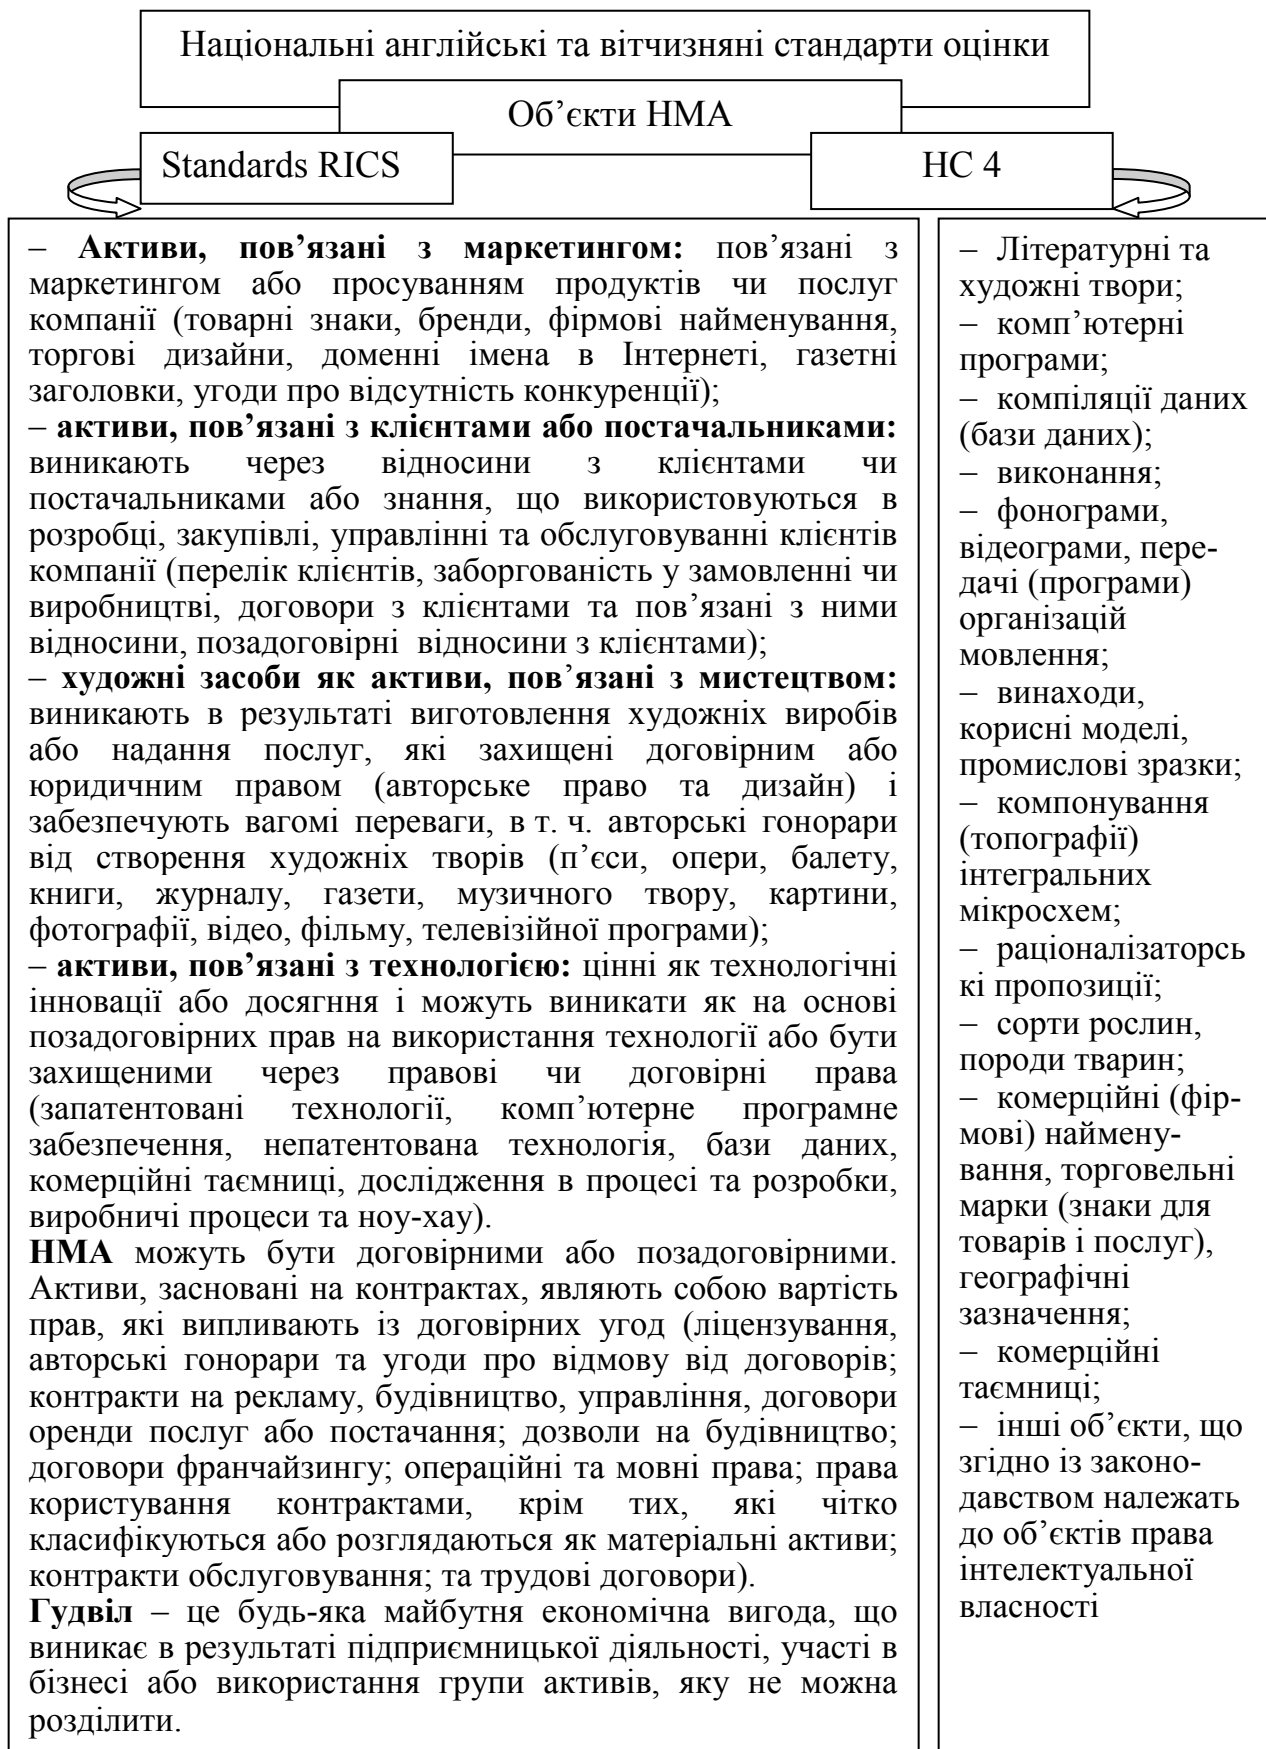 Національні англійські та вітчизняні стандарти оцінки
Об’єкти НМА
Standards RICS
НС 4
– Активи, пов’язані з маркетингом: пов’язані з
маркетингом або просуванням продуктів чи послуг
компанії (товарні знаки, бренди, фірмові найменування,
торгові дизайни, доменні імена в Інтернеті, газетні
заголовки, угоди про відсутність конкуренції);
– активи, пов’язані з клієнтами або постачальниками:
виникають через відносини з клієнтами чи
постачальниками або знання, що використовуються в
розробці, закупівлі, управлінні та обслуговуванні клієнтів
компанії (перелік клієнтів, заборгованість у замовленні чи
виробництві, договори з клієнтами та пов’язані з ними
відносини, позадоговірні відносини з клієнтами);
– художні засоби як активи, пов’язані з мистецтвом:
виникають в результаті виготовлення художніх виробів
або надання послуг, які захищені договірним або
юридичним правом (авторське право та дизайн) і
забезпечують вагомі переваги, в т. ч. авторські гонорари
від створення художніх творів (п’єси, опери, балету,
книги, журналу, газети, музичного твору, картини,
фотографії, відео, фільму, телевізійної програми);
– активи, пов’язані з технологією: цінні як технологічні
інновації або досягння і можуть виникати як на основі
позадоговірних прав на використання технології або бути
захищеними через правові чи договірні права
(запатентовані технології, комп’ютерне програмне
забезпечення, непатентована технологія, бази даних,
комерційні таємниці, дослідження в процесі та розробки,
виробничі процеси та ноу-хау).
НМА можуть бути договірними або позадоговірними.
Активи, засновані на контрактах, являють собою вартість
прав, які випливають із договірних угод (ліцензування,
авторські гонорари та угоди про відмову від договорів;
контракти на рекламу, будівництво, управління, договори
оренди послуг або постачання; дозволи на будівництво;
договори франчайзингу; операційні та мовні права; права
користування контрактами, крім тих, які чітко
класифікуються або розглядаються як матеріальні активи;
контракти обслуговування; та трудові договори).
Гудвіл – це будь-яка майбутня економічна вигода, що
виникає в результаті підприємницької діяльності, участі в
бізнесі або використання групи активів, яку не можна
розділити.
– Літературні та
художні твори;
– комп’ютерні
програми;
– компіляції даних
(бази даних);
– виконання;
– фонограми,
відеограми, пере-
дачі (програми)
організацій
мовлення;
– винаходи,
корисні моделі,
промислові зразки;
– компонування
(топографії)
інтегральних
мікросхем;
– раціоналізаторсь
кі пропозиції;
– сорти рослин,
породи тварин;
– комерційні (фір-
мові) наймену-
вання, торговельні
марки (знаки для
товарів і послуг),
географічні
зазначення;
– комерційні
таємниці;
– інші об’єкти, що
згідно із законо-
давством належать
до об’єктів права
інтелектуальної
власності